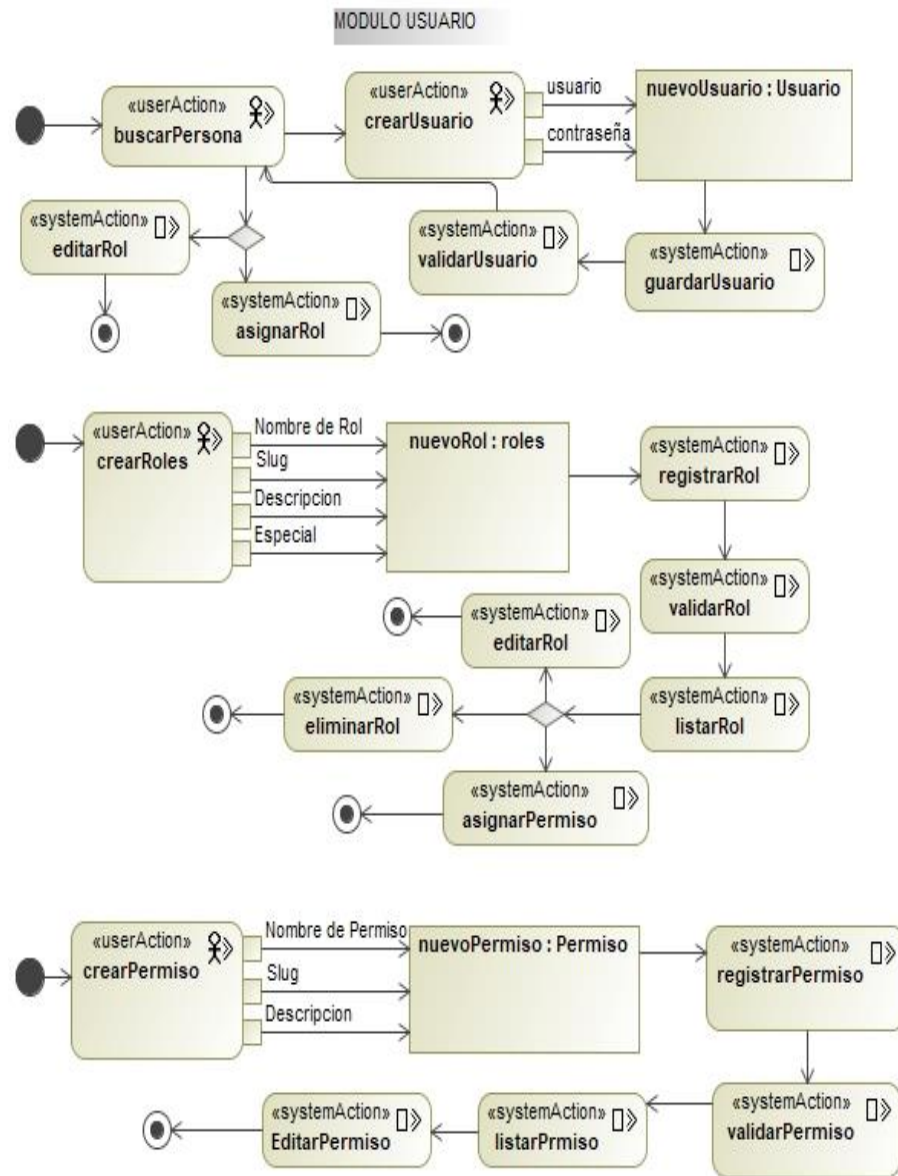 MODULO USUARIO
«userAction»
buscarPersona
«userAction»
crearUsuario
usuario
contraseña
nuevoUsuario : Usuario
«systemAction»
editarRol
«systemAction»
validarUsuario
«systemAction»
guardarUsuario
«systemAction»
asignarRol
«userAction»
crearRoles
Nombre de Rol
Slug
Descripcion
Especial
nuevoRol : roles
«systemAction»
registrarRol
«systemAction»
validarRol
«systemAction»
editarRol
«systemAction»
eliminarRol
«systemAction»
listarRol
«systemAction»
asignarPermiso
«userAction»
crearPermiso
Nombre de Permiso
Slug
Descripcion
nuevoPermiso : Permiso
«systemAction»
registrarPermiso
«systemAction»
EditarPermiso
«systemAction»
listarPrmiso
«systemAction»
validarPermiso